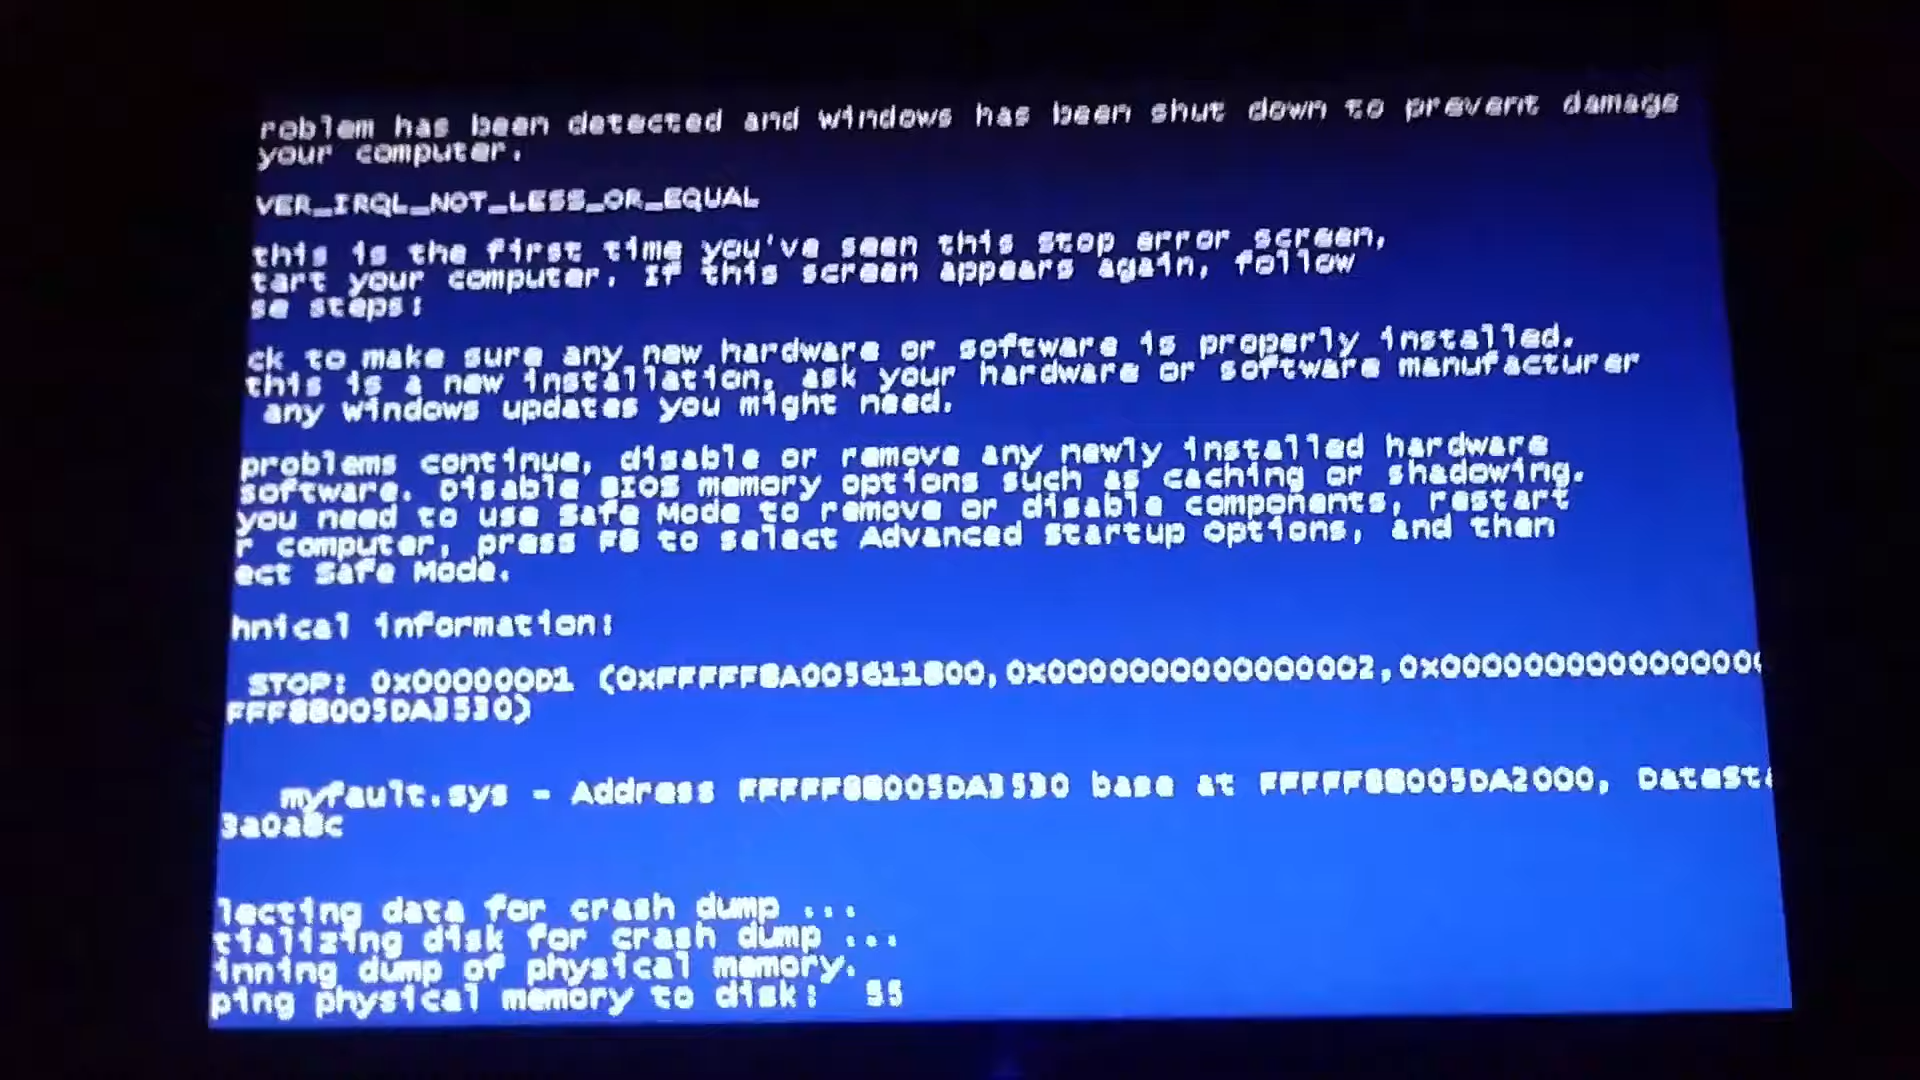 roblem has been detected and windows has been shut down to prevent damage
your computer.
VER_IRQL_NOT_LESS_OR_EQUAL
this is the first time you've seen this stop error screen,
tart your computer. If this screen appears again, follow
se steps:
ck to make sure any new hardware or software is properly installed.
this is a new installation, ask your hardware or software manufacturer
any windows updates you might need.
problems continue, disable or remove any newly installed hardware
software. Disable BIOS memory options such as caching or shadowing.
you need to use Safe Mode to remove or disable components, restart
r computer, press F8 to select Advanced Startup Options, and then
ect Safe Mode.
hnical information:
STOP: 0x000000D1 (0xFFFFF8A005611800,0x0000000000000002,0x0000000000000000
FFF88005DA3530)
myfault.sys - Address FFFFF88005DA3530 base at FFFFF88005DA2000, Datest
3a0a8c
lecting data for crash dump ...
tializing disk for crash dump ...
inning dump of physical memory.
ping physical memory to disk: 55